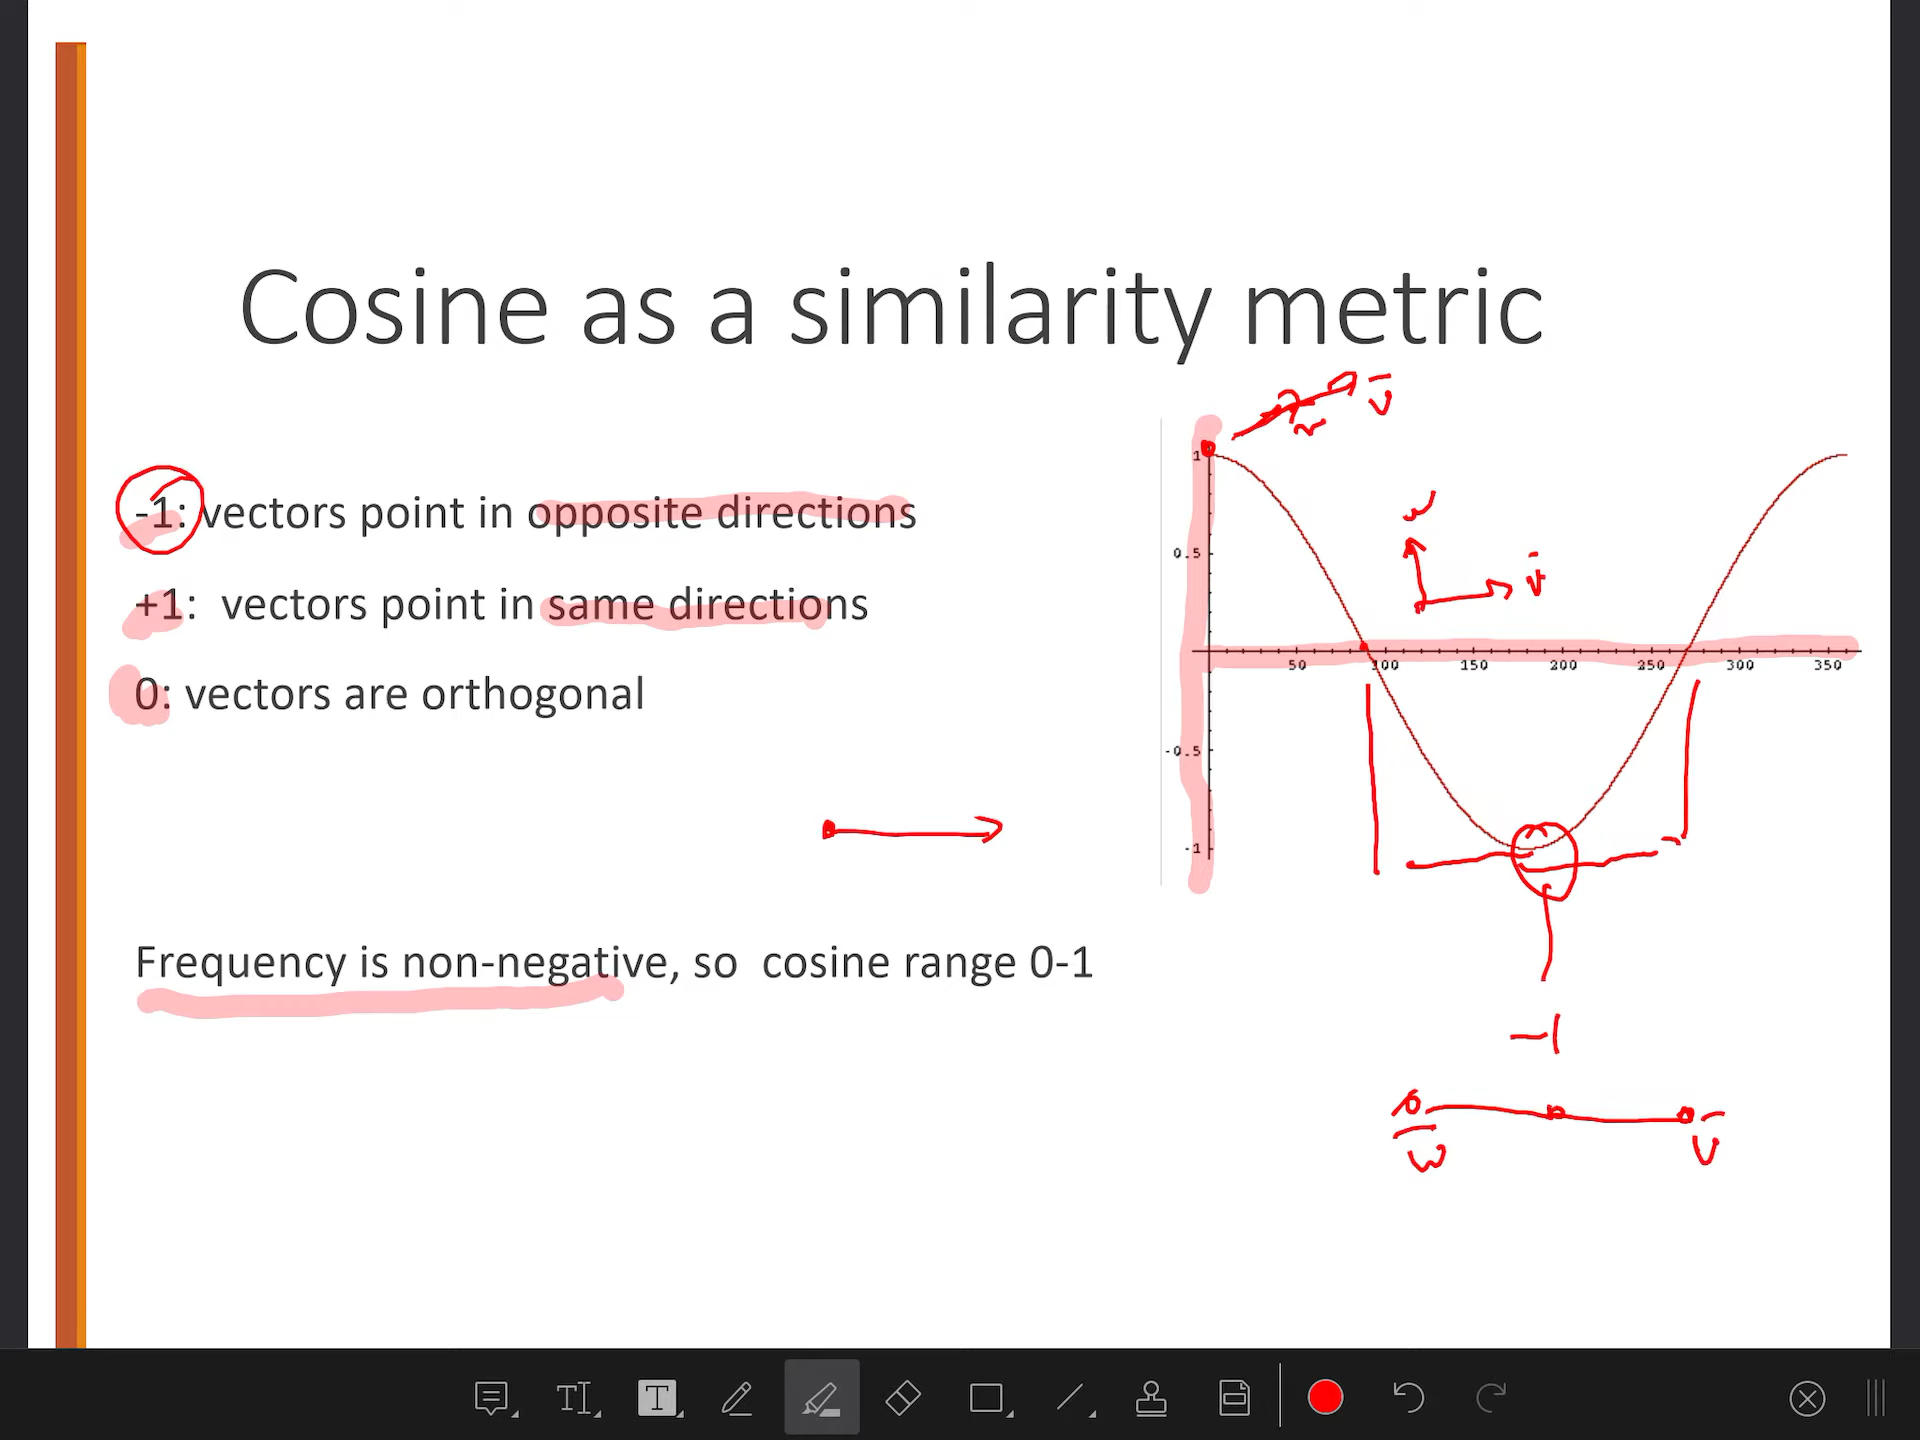 Cosine as a similarity metric
-1: vectors point in opposite directions
+1: vectors point in same directions
0: vectors are orthogonal
Frequency is non-negative, so cosine range 0-1
1
0.5
-0.5
-1
50 100 150 200 250 300 350
v̄
w
v̄
-1
w̄
v̄